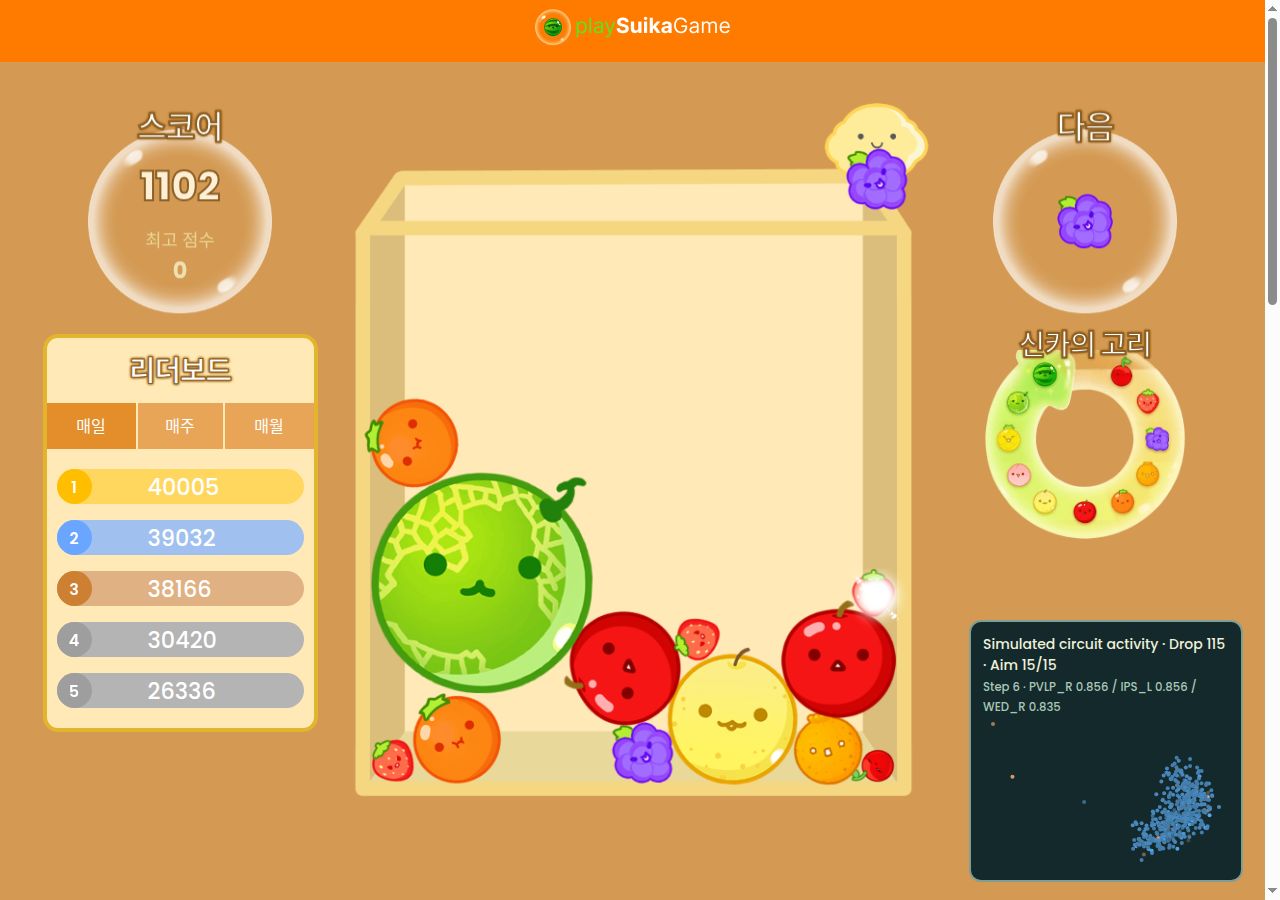 playSuikaGame
스코어
1102
최고 점수
0
다음
리더보드
매일 매주 매월
1 40005
2 39032
3 38166
4 30420
5 26336
신카의 고리
Simulated circuit activity · Drop 115
· Aim 15/15
Step 6 · PVLP_R 0.856 / IPS_L 0.856 /
WED_R 0.835